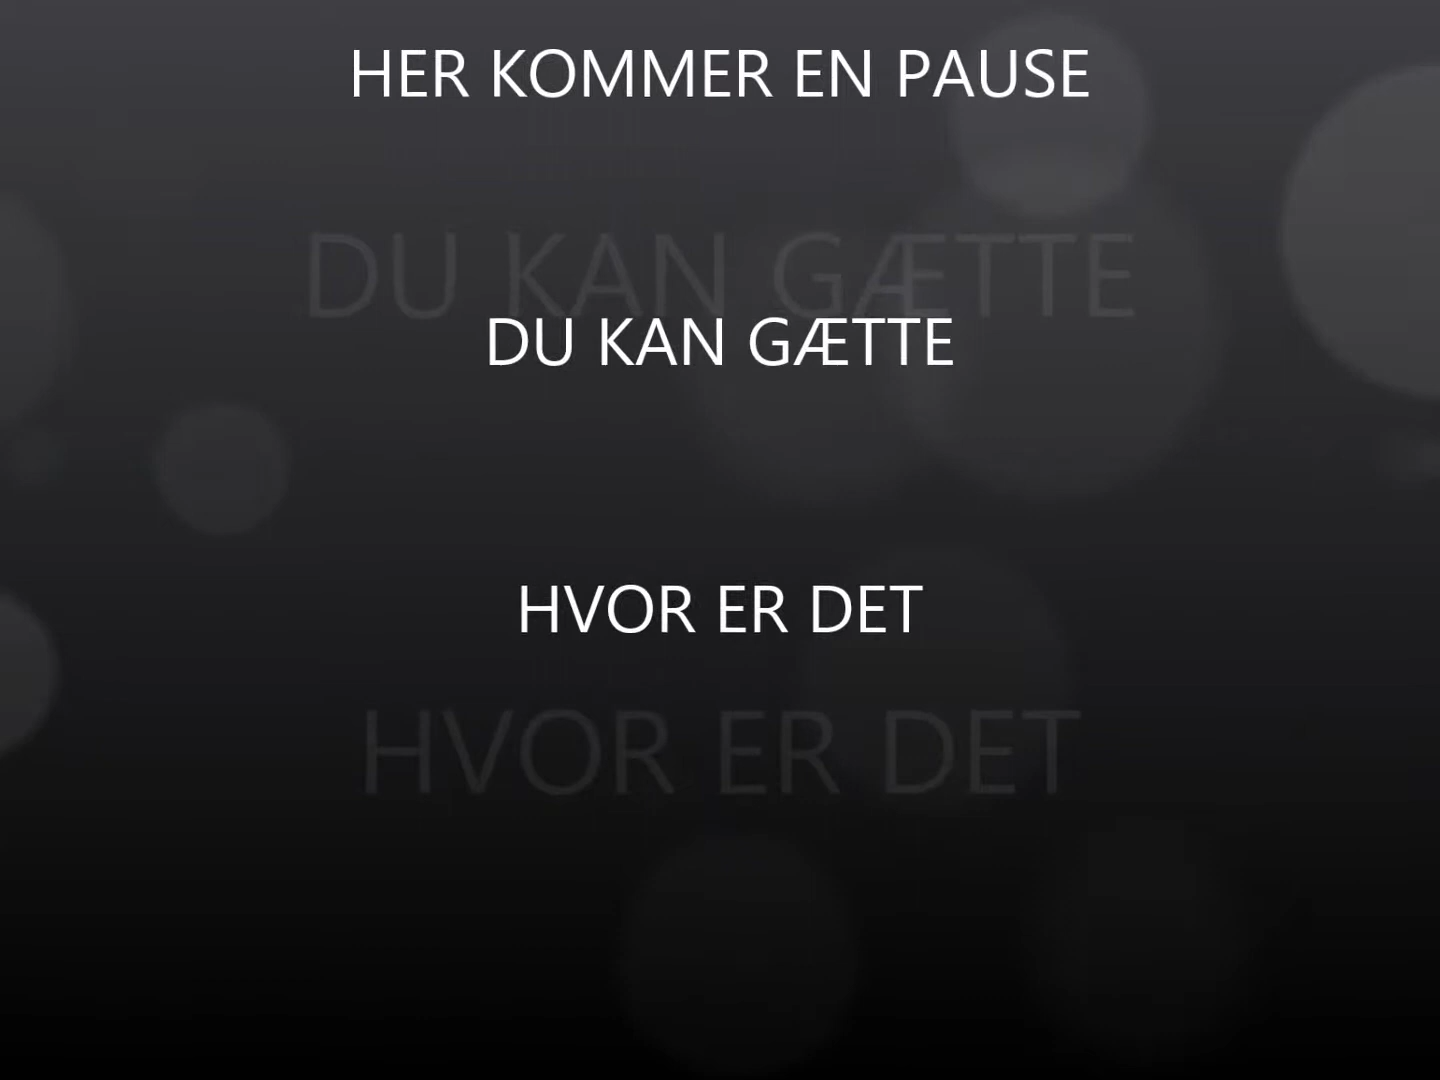 HER KOMMER EN PAUSE
DU KAN GÆTTE
DU KAN GÆTTE
HVOR ER DET
HVOR ER DET